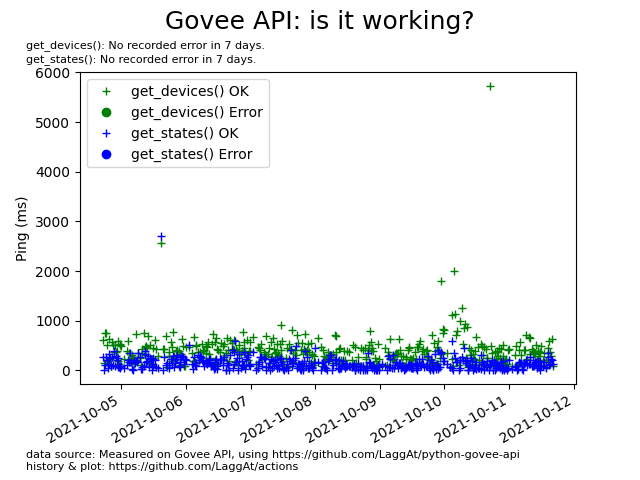 Govee API: is it working?
get_devices(): No recorded error in 7 days.
get_states(): No recorded error in 7 days.
6000
5000
4000
3000
2000
1000
0
Ping (ms)
get_devices() OK
get_devices() Error
get_states() OK
get_states() Error
2021-10-05
2021-10-06
2021-10-07
2021-10-08
2021-10-09
2021-10-10
2021-10-11
2021-10-12
data source: Measured on Govee API, using https://github.com/LaggAt/python-govee-api
history & plot: https://github.com/LaggAt/actions